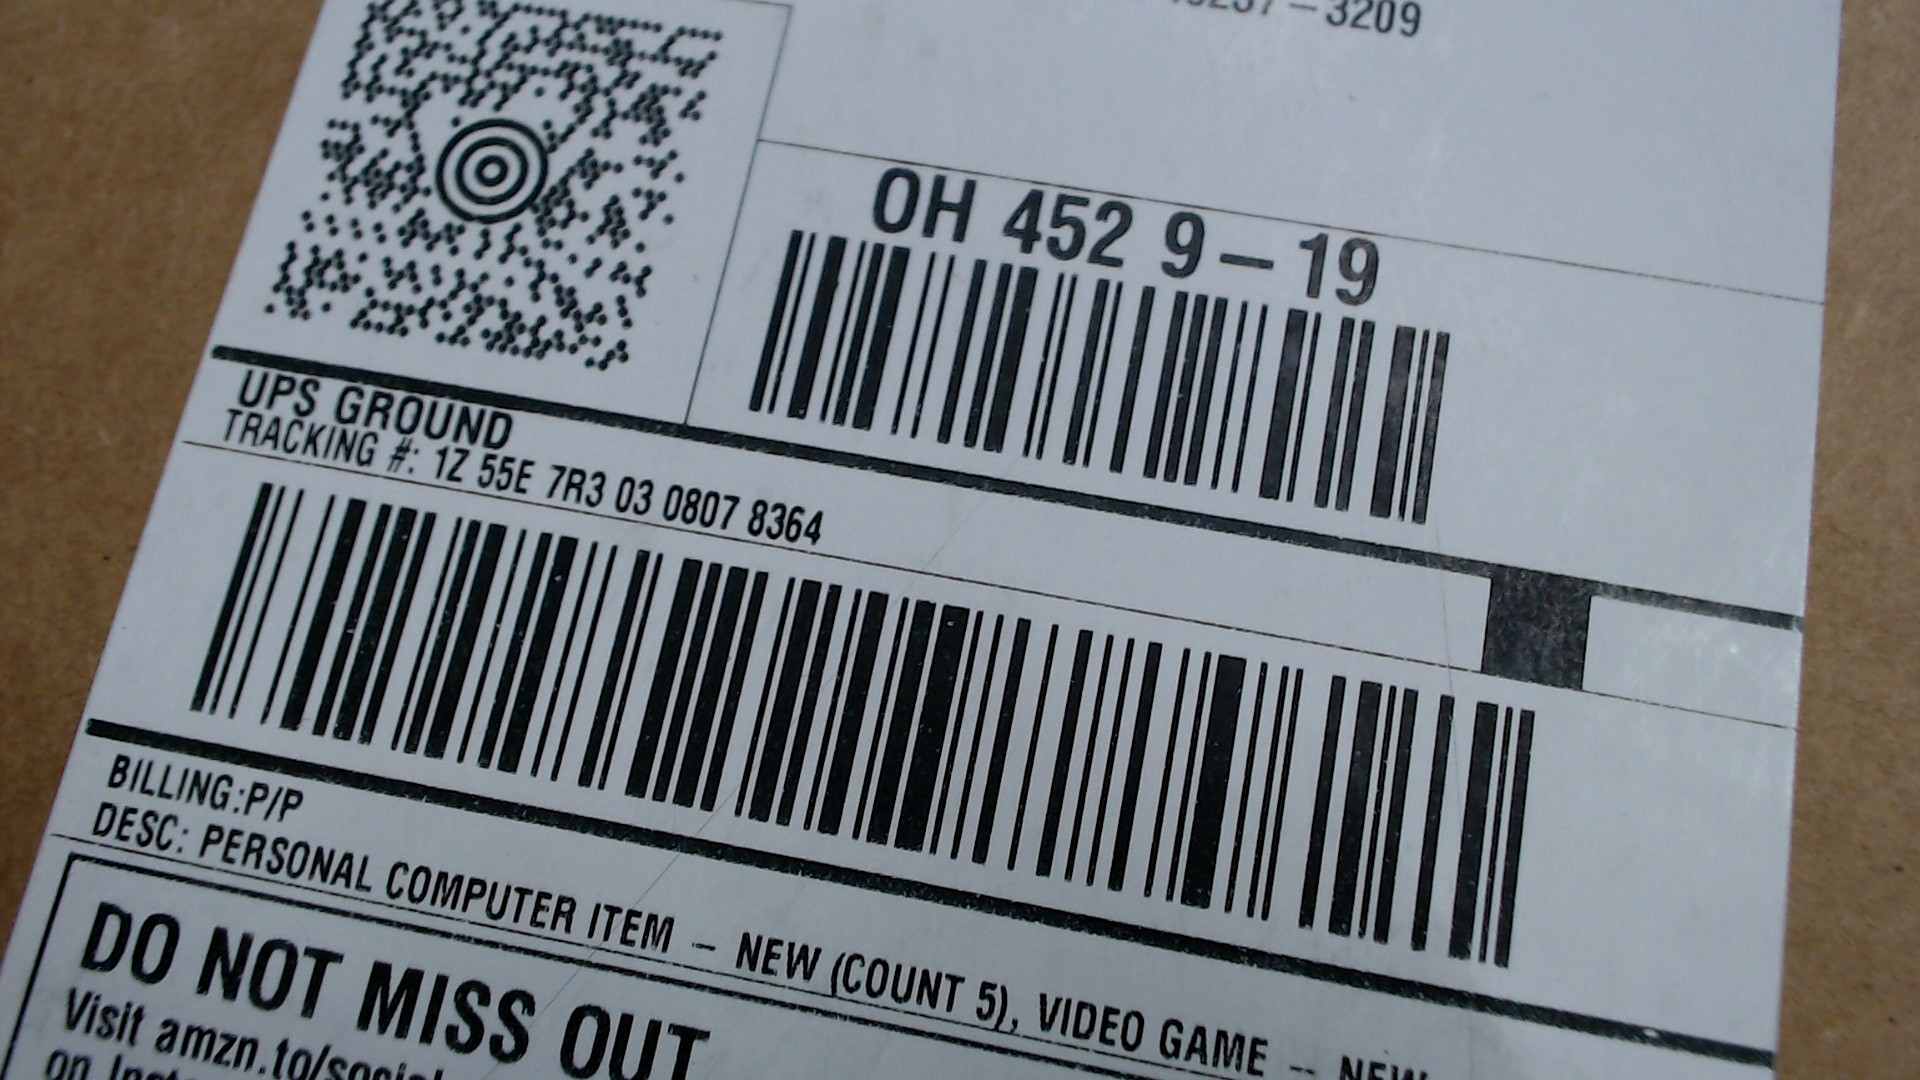 –3209
OH 452 9–19
UPS GROUND
TRACKING #: 1Z 55E 7R3 03 0807 8364
BILLING:P/P
DESC: PERSONAL COMPUTER ITEM – NEW (COUNT 5), VIDEO GAME –– NEW
DO NOT MISS OUT
Visit amzn.to/social
on